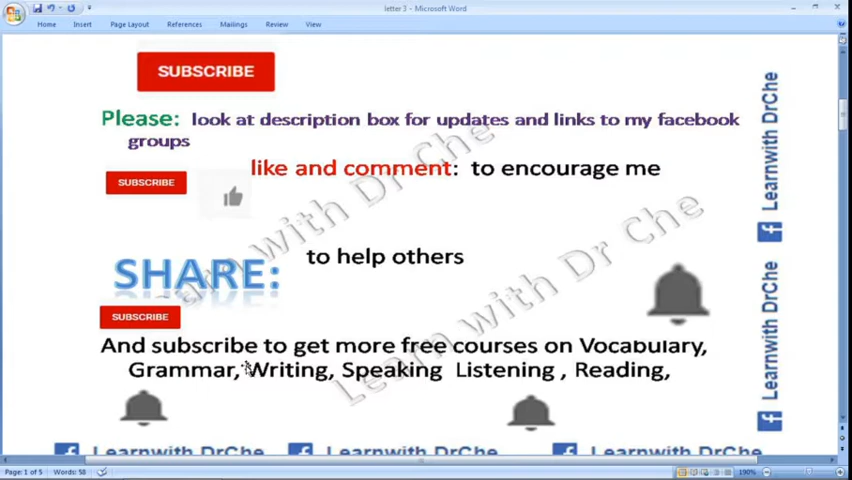 letter 3 - Microsoft Word
Home Insert Page Layout References Mailings Review View
SUBSCRIBE
Please: look at description box for updates and links to my facebook
groups
like and comment: to encourage me
SUBSCRIBE
SHARE: to help others
SUBSCRIBE
And subscribe to get more free courses on Vocabulary,
Grammar, Writing, Speaking Listening , Reading,
Learn with Dr Che
Learn with Dr Che
Learnwith DrChe
Learnwith DrChe
Learnwith DrChe Learnwith DrChe Learnwith DrChe
Page: 1 of 5 Words: 58 190%